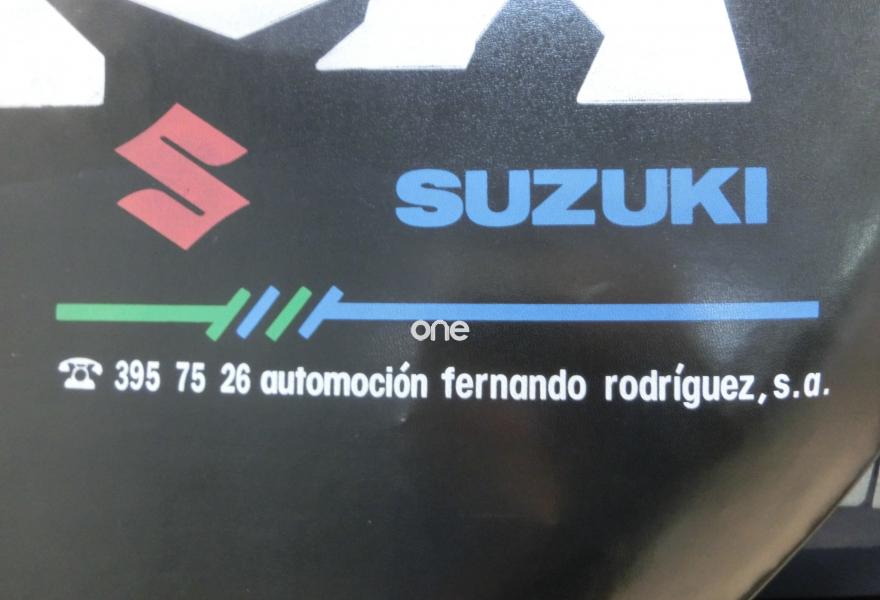 SUZUKI
one
☎ 395 75 26 automoción fernando rodríguez, s.a.